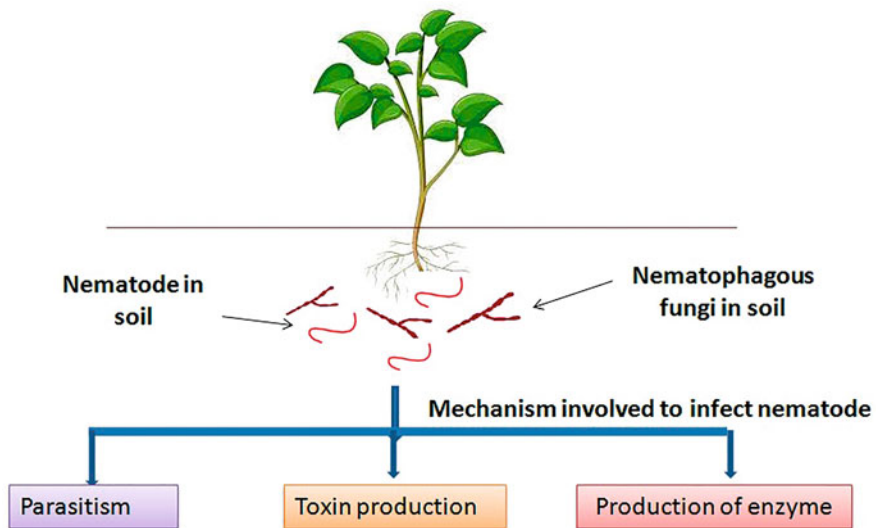 Nematode in
soil
Nematophagous
fungi in soil
Mechanism involved to infect nematode
Parasitism
Toxin production
Production of enzyme